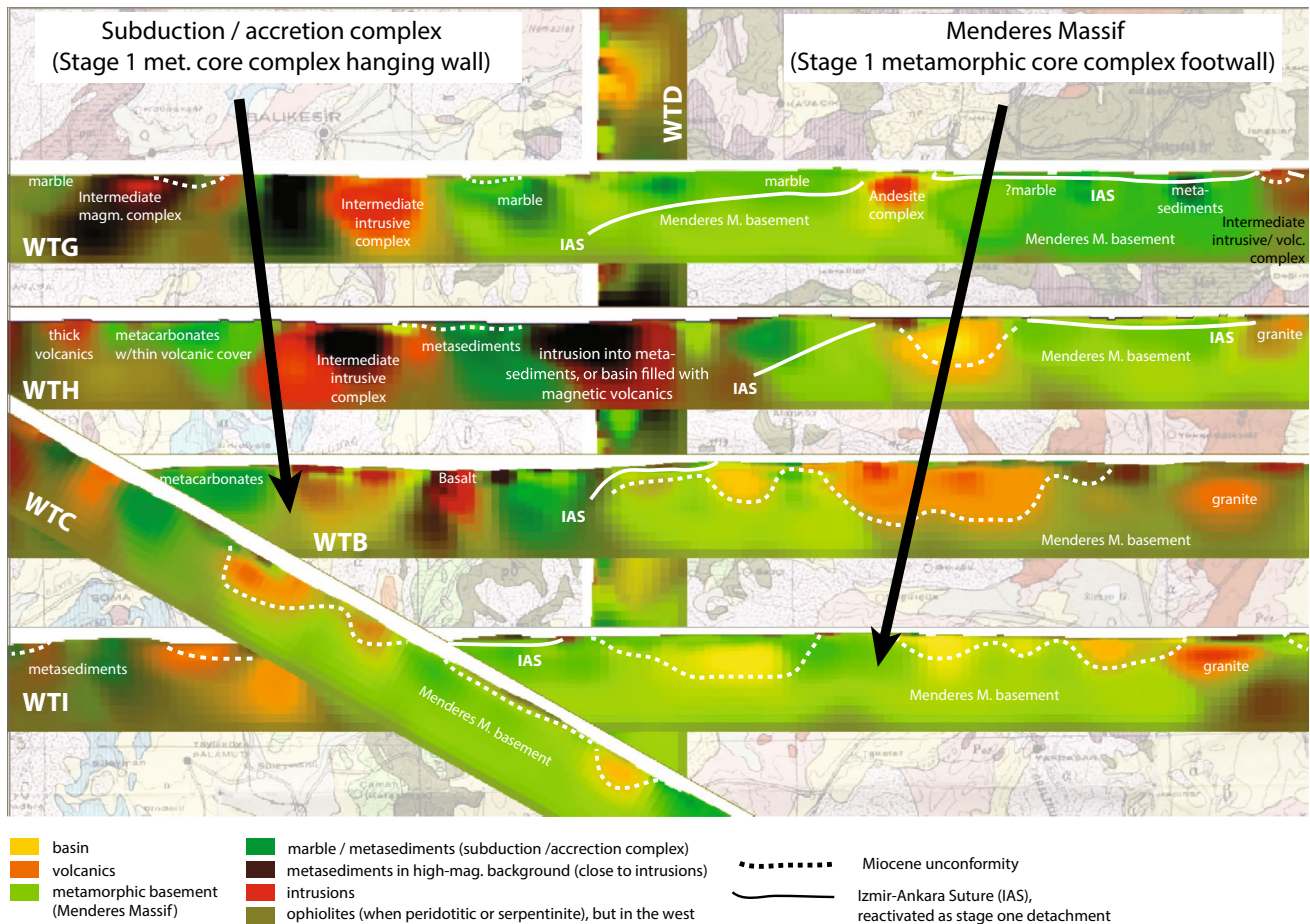 Subduction / accretion complex
(Stage 1 met. core complex hanging wall)
Menderes Massif
(Stage 1 metamorphic core complex footwall)
WTD
BALIKESİR
marble
Intermediate
magm. complex
WTG
Intermediate
intrusive
complex
marble
IAS
marble
Menderes M. basement
Andesite
complex
?marble
IAS
meta-
sediments
Menderes M. basement
Intermediate
intrusive/ volc.
complex
thick
volcanics
metacarbonates
w/thin volcanic cover
WTH
Intermediate
intrusive
complex
metasediments
intrusion into meta-
sediments, or basin filled with
magnetic volcanics
IAS
IAS
Menderes M. basement
granite
WTC
metacarbonates
WTB
Basalt
IAS
granite
Menderes M. basement
SOMA
metasediments
WTI
Menderes M. basement
IAS
Menderes M. basement
granite
basin
volcanics
metamorphic basement
(Menderes Massif)
marble / metasediments (subduction /accrection complex)
metasediments in high-mag. background (close to intrusions)
intrusions
ophiolites (when peridotitic or serpentinite), but in the west
Miocene unconformity
Izmir-Ankara Suture (IAS),
reactivated as stage one detachment